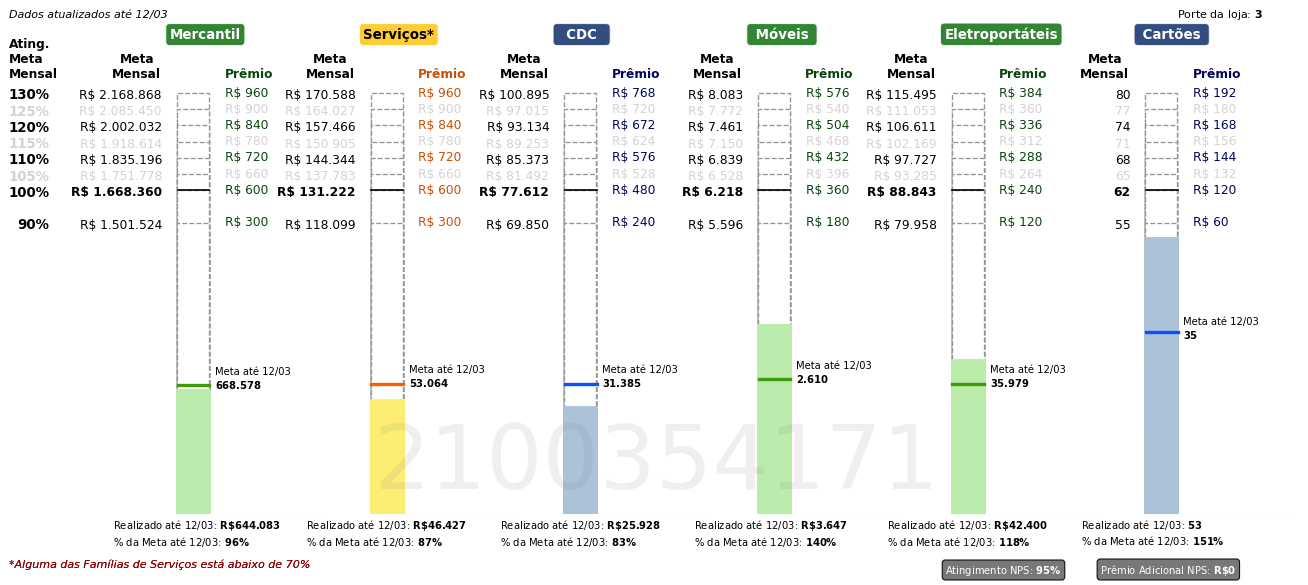 Dados atualizados até 12/03
Porte da loja: 3
Mercantil Serviços* CDC Móveis Eletroportáteis Cartões
Ating.
Meta Meta Meta Meta Meta Meta Meta
Mensal Mensal Prêmio Mensal Prêmio Mensal Prêmio Mensal Prêmio Mensal Prêmio Mensal Prêmio
130% R$ 2.168.868 R$ 960 R$ 170.588 R$ 960 R$ 100.895 R$ 768 R$ 8.083 R$ 576 R$ 115.495 R$ 384 80 R$ 192
125% R$ 2.085.450 R$ 900 R$ 164.027 R$ 900 R$ 97.015 R$ 720 R$ 7.772 R$ 540 R$ 111.053 R$ 360 77 R$ 180
120% R$ 2.002.032 R$ 840 R$ 157.466 R$ 840 R$ 93.134 R$ 672 R$ 7.461 R$ 504 R$ 106.611 R$ 336 74 R$ 168
115% R$ 1.918.614 R$ 780 R$ 150.905 R$ 780 R$ 89.253 R$ 624 R$ 7.150 R$ 468 R$ 102.169 R$ 312 71 R$ 156
110% R$ 1.835.196 R$ 720 R$ 144.344 R$ 720 R$ 85.373 R$ 576 R$ 6.839 R$ 432 R$ 97.727 R$ 288 68 R$ 144
105% R$ 1.751.778 R$ 660 R$ 137.783 R$ 660 R$ 81.492 R$ 528 R$ 6.528 R$ 396 R$ 93.285 R$ 264 65 R$ 132
100% R$ 1.668.360 R$ 600 R$ 131.222 R$ 600 R$ 77.612 R$ 480 R$ 6.218 R$ 360 R$ 88.843 R$ 240 62 R$ 120
90% R$ 1.501.524 R$ 300 R$ 118.099 R$ 300 R$ 69.850 R$ 240 R$ 5.596 R$ 180 R$ 79.958 R$ 120 55 R$ 60
Meta até 12/03
35
Meta até 12/03 Meta até 12/03 Meta até 12/03 Meta até 12/03 Meta até 12/03
668.578 53.064 31.385 2.610 35.979
2100354171
Realizado até 12/03: R$644.083 Realizado até 12/03: R$46.427 Realizado até 12/03: R$25.928 Realizado até 12/03: R$3.647 Realizado até 12/03: R$42.400 Realizado até 12/03: 53
% da Meta até 12/03: 96% % da Meta até 12/03: 87% % da Meta até 12/03: 83% % da Meta até 12/03: 140% % da Meta até 12/03: 118% % da Meta até 12/03: 151%
*Alguma das Famílias de Serviços está abaixo de 70%
Atingimento NPS: 95% Prêmio Adicional NPS: R$0